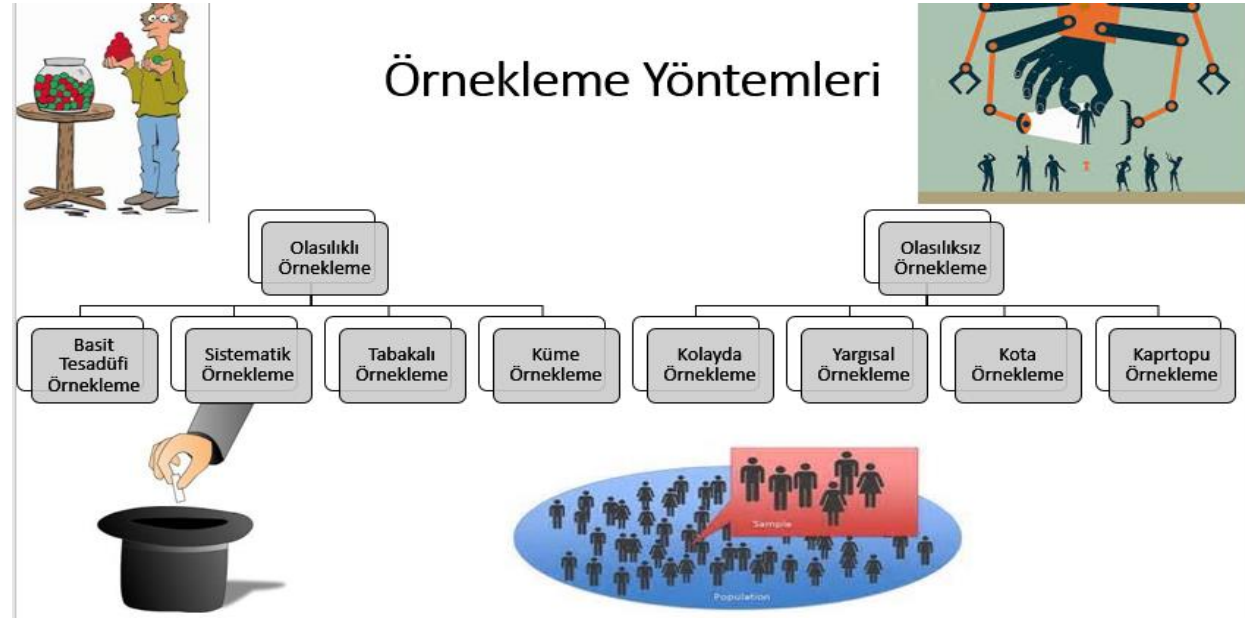 Örnekleme Yöntemleri
Olasılıklı
Örnekleme
Olasılıksız
Örnekleme
Basit
Tesadüfi
Örnekleme
Sistematik
Örnekleme
Tabakalı
Örnekleme
Küme
Örnekleme
Kolayda
Örnekleme
Yargısal
Örnekleme
Kota
Örnekleme
Kaprtopu
Örnekleme
Sample
Population